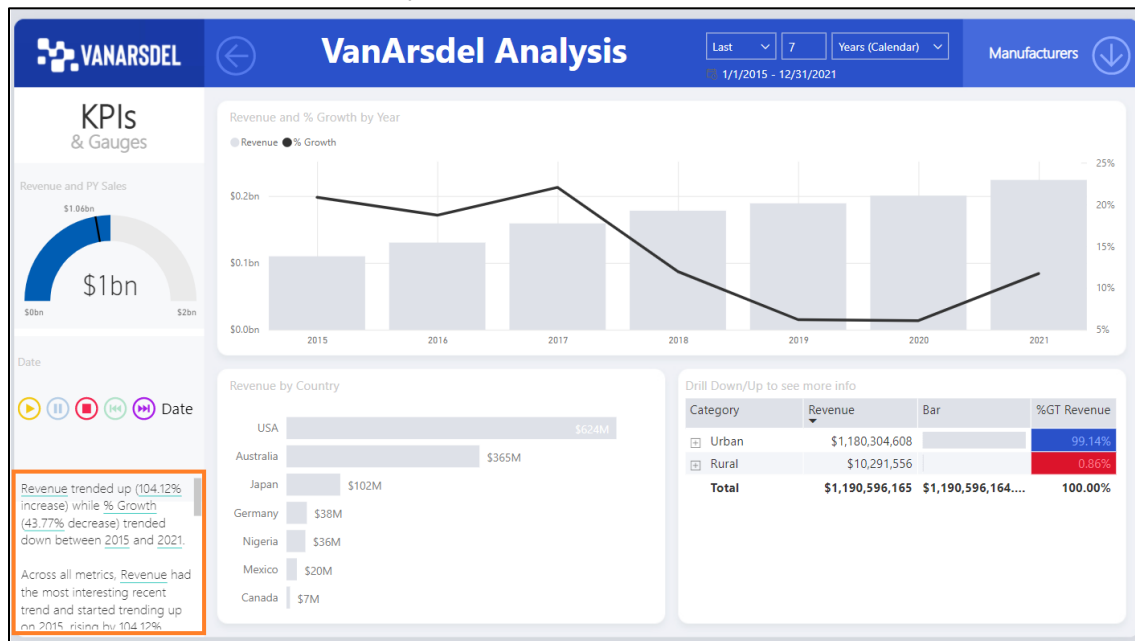 VANARSDEL
VanArsdel Analysis
Last 7 Years (Calendar)
1/1/2015 - 12/31/2021
Manufacturers
KPIs
& Gauges
Revenue and PY Sales
$1.06bn
$1bn
$0bn $2bn
Date
Date
Revenue trended up (104.12%
increase) while % Growth
(43.77% decrease) trended
down between 2015 and 2021.
Across all metrics, Revenue had
the most interesting recent
trend and started trending up
on 2015, rising by 104.12%
Revenue and % Growth by Year
Revenue % Growth
25%
$0.2bn
20%
15%
$0.1bn
10%
$0.0bn
5%
2015 2016 2017 2018 2019 2020 2021
Revenue by Country
USA $624M
Australia $365M
Japan $102M
Germany $38M
Nigeria $36M
Mexico $20M
Canada $7M
Drill Down/Up to see more info
Category Revenue Bar %GT Revenue
Urban $1,180,304,608 99.14%
Rural $10,291,556 0.86%
Total $1,190,596,165 $1,190,596,164.... 100.00%